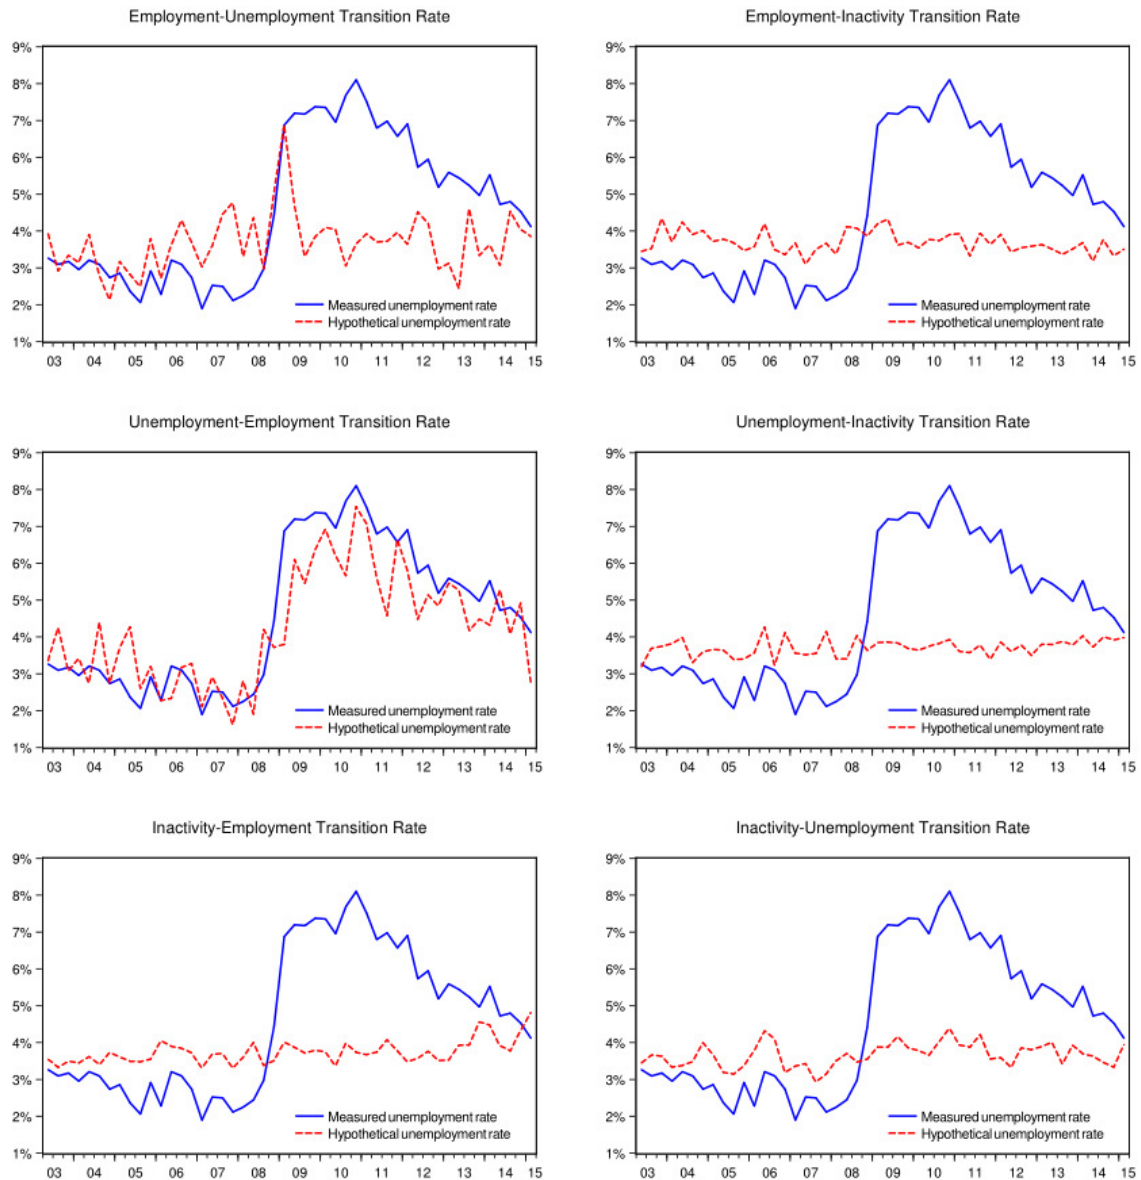 Employment-Unemployment Transition Rate
9%
8%
7%
6%
5%
4%
3%
2%
1%
Measured unemployment rate
Hypothetical unemployment rate
03 04 05 06 07 08 09 10 11 12 13 14 15
Employment-Inactivity Transition Rate
9%
8%
7%
6%
5%
4%
3%
2%
1%
Measured unemployment rate
Hypothetical unemployment rate
03 04 05 06 07 08 09 10 11 12 13 14 15
Unemployment-Employment Transition Rate
9%
8%
7%
6%
5%
4%
3%
2%
1%
Measured unemployment rate
Hypothetical unemployment rate
03 04 05 06 07 08 09 10 11 12 13 14 15
Unemployment-Inactivity Transition Rate
9%
8%
7%
6%
5%
4%
3%
2%
1%
Measured unemployment rate
Hypothetical unemployment rate
03 04 05 06 07 08 09 10 11 12 13 14 15
Inactivity-Employment Transition Rate
9%
8%
7%
6%
5%
4%
3%
2%
1%
Measured unemployment rate
Hypothetical unemployment rate
03 04 05 06 07 08 09 10 11 12 13 14 15
Inactivity-Unemployment Transition Rate
9%
8%
7%
6%
5%
4%
3%
2%
1%
Measured unemployment rate
Hypothetical unemployment rate
03 04 05 06 07 08 09 10 11 12 13 14 15